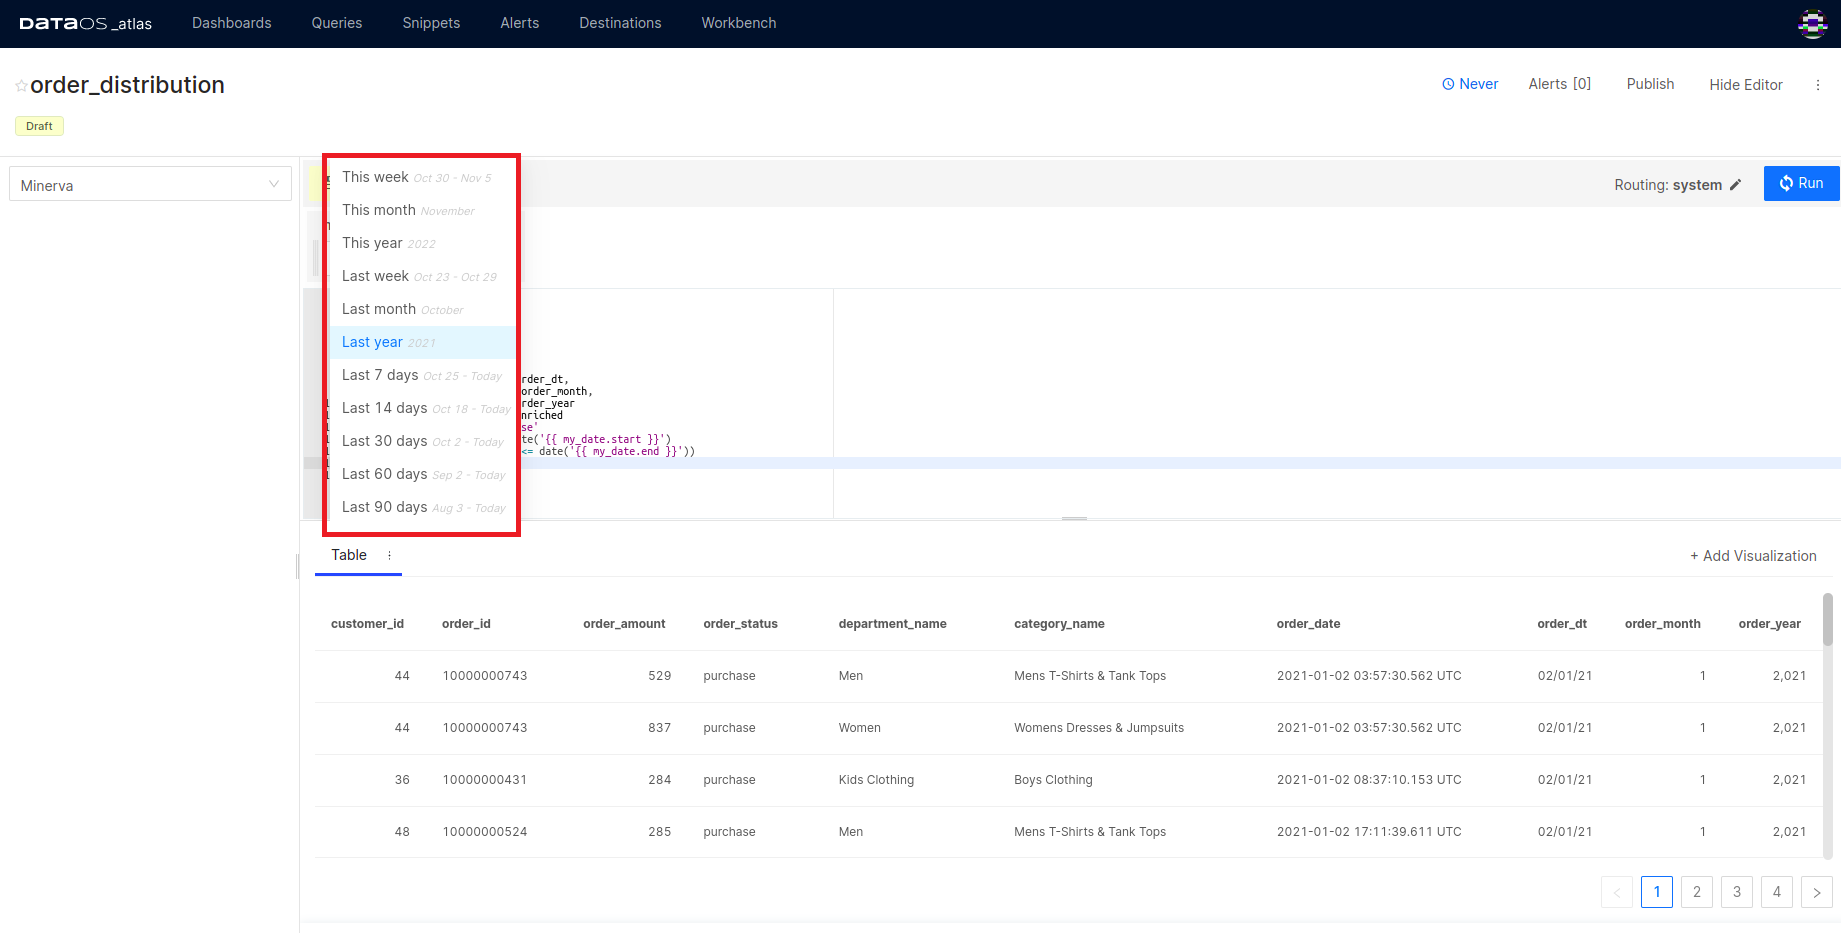 DATAOS _atlas Dashboards Queries Snippets Alerts Destinations Workbench
order_distribution
Never Alerts [0] Publish Hide Editor
Draft
Minerva
Routing: system Run
This week Oct 30 - Nov 5
This month November
This year 2022
Last week Oct 23 - Oct 29
Last month October
Last year 2021
Last 7 days Oct 25 - Today
Last 14 days Oct 18 - Today
Last 30 days Oct 2 - Today
Last 60 days Sep 2 - Today
Last 90 days Aug 3 - Today
rder_dt,
order_month,
rder_year
nriched
se'
te('{{ my_date.start }}')
<= date('{{ my_date.end }}'))
Table
+ Add Visualization
customer_id order_id order_amount order_status department_name category_name order_date order_dt order_month order_year
44 10000000743 529 purchase Men Mens T-Shirts & Tank Tops 2021-01-02 03:57:30.562 UTC 02/01/21 1 2,021
44 10000000743 837 purchase Women Womens Dresses & Jumpsuits 2021-01-02 03:57:30.562 UTC 02/01/21 1 2,021
36 10000000431 284 purchase Kids Clothing Boys Clothing 2021-01-02 08:37:10.153 UTC 02/01/21 1 2,021
48 10000000524 285 purchase Men Mens T-Shirts & Tank Tops 2021-01-02 17:11:39.611 UTC 02/01/21 1 2,021
< 1 2 3 4 >